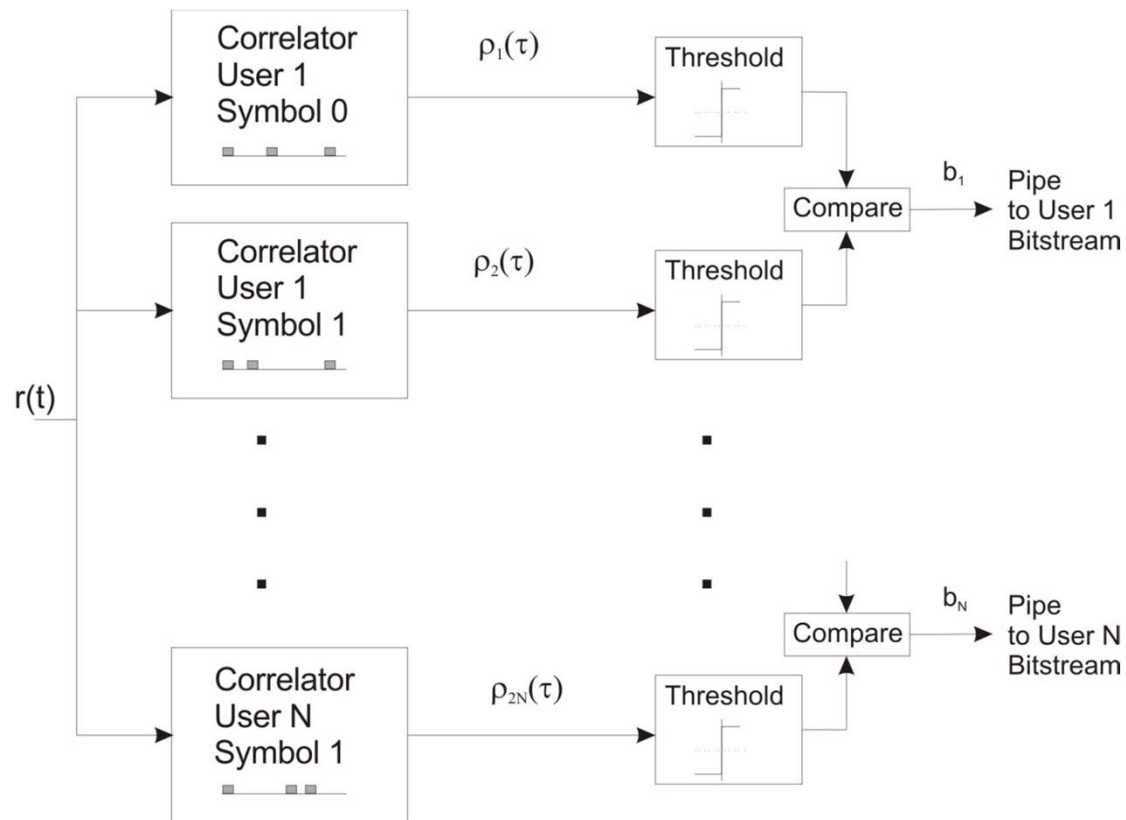 Correlator
User 1
Symbol 0
ρ₁(τ)
Threshold
Compare
b₁
Pipe
to User 1
Bitstream
Correlator
User 1
Symbol 1
ρ₂(τ)
Threshold
r(t)
Compare
b_N
Pipe
to User N
Bitstream
Correlator
User N
Symbol 1
ρ₂N(τ)
Threshold